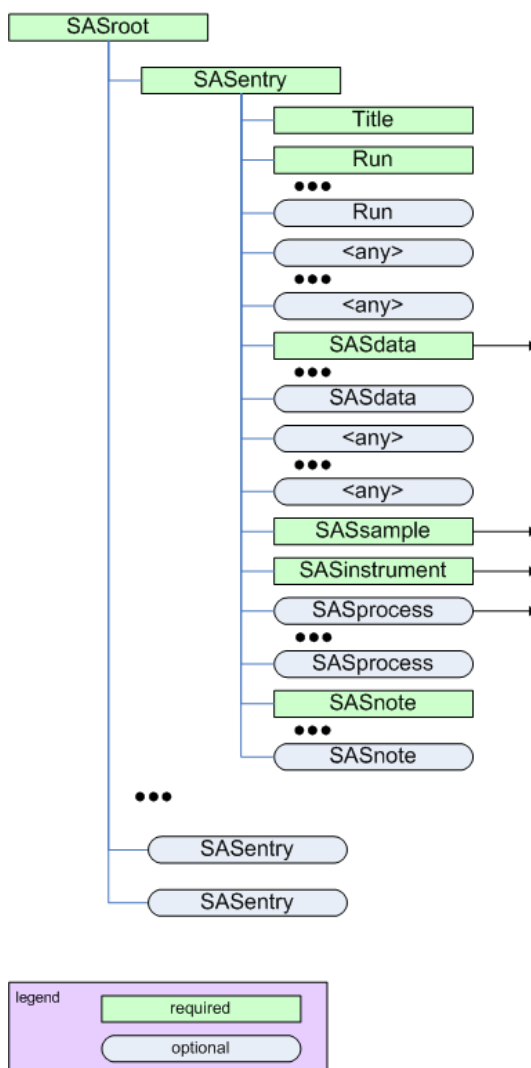 SASroot
SASentry
Title
Run
•••
Run
<any>
•••
<any>
SASdata
•••
SASdata
<any>
•••
<any>
SASsample
SASinstrument
SASprocess
•••
SASprocess
SASnote
•••
SASnote
•••
SASentry
SASentry
legend
required
optional